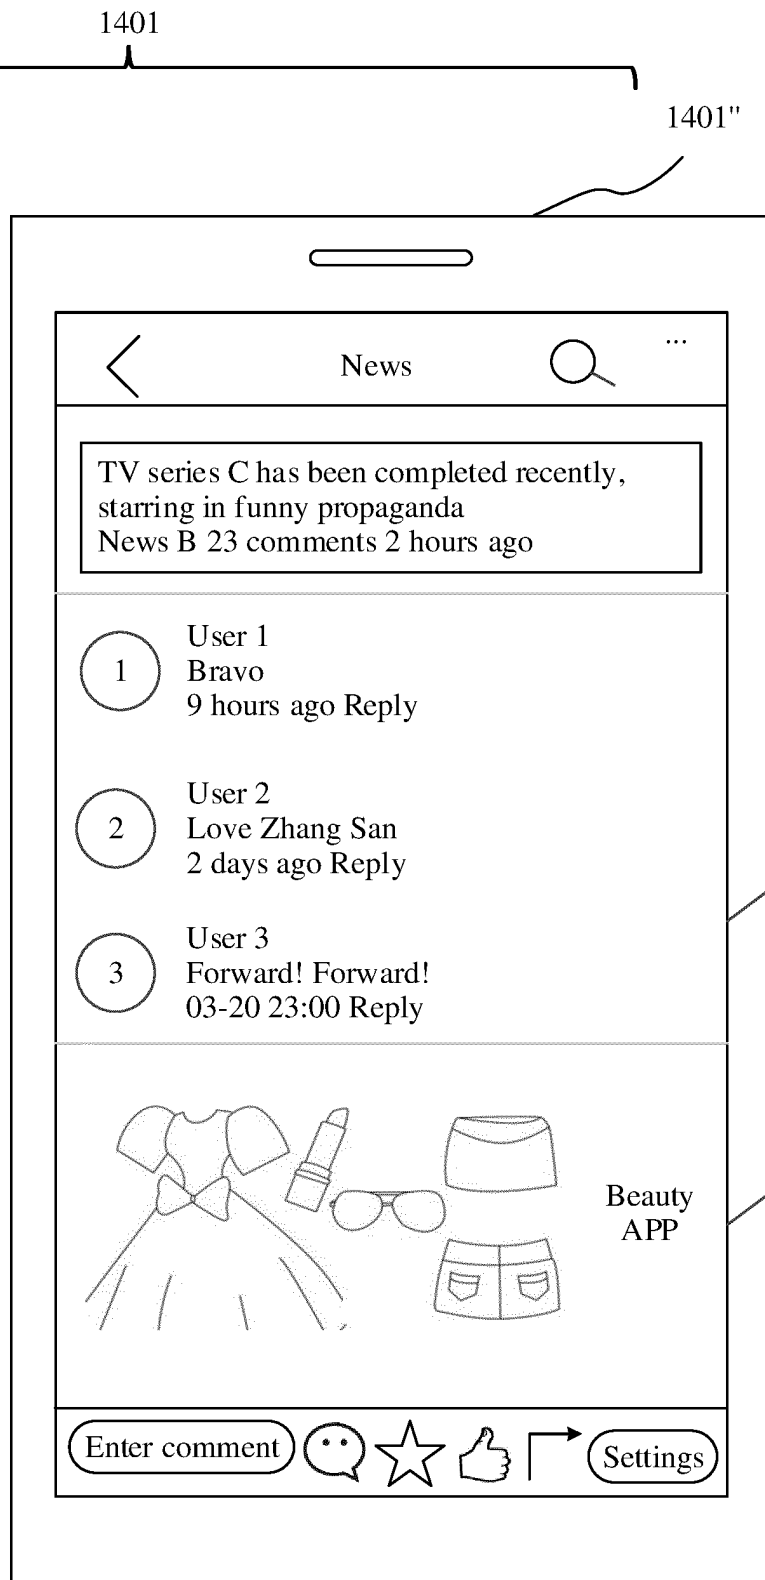 1401
1401"
News
...
TV series C has been completed recently,
starring in funny propaganda
News B 23 comments 2 hours ago
1
User 1
Bravo
9 hours ago Reply
2
User 2
Love Zhang San
2 days ago Reply
3
User 3
Forward! Forward!
03-20 23:00 Reply
Beauty
APP
Enter comment
Settings